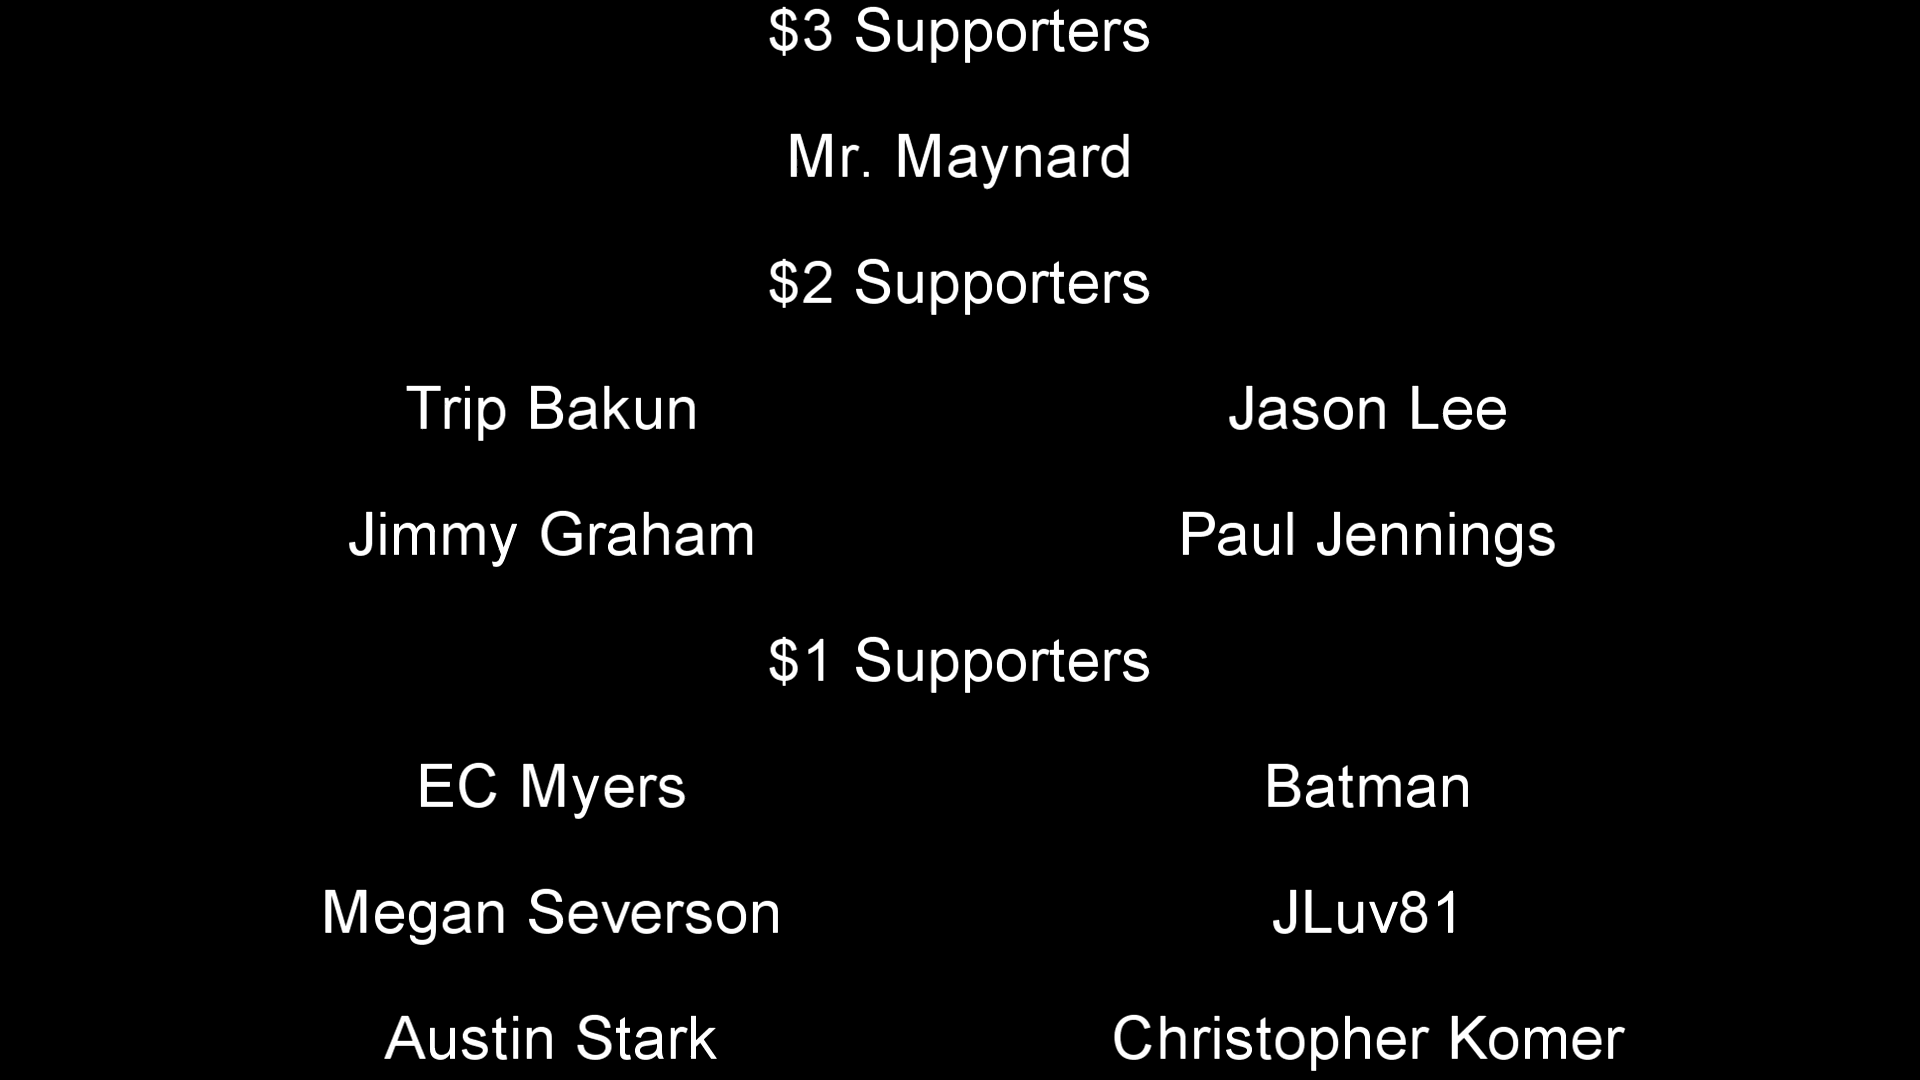 $3 Supporters
Mr. Maynard
$2 Supporters
Trip Bakun Jason Lee
Jimmy Graham Paul Jennings
$1 Supporters
EC Myers Batman
Megan Severson JLuv81
Austin Stark Christopher Komer